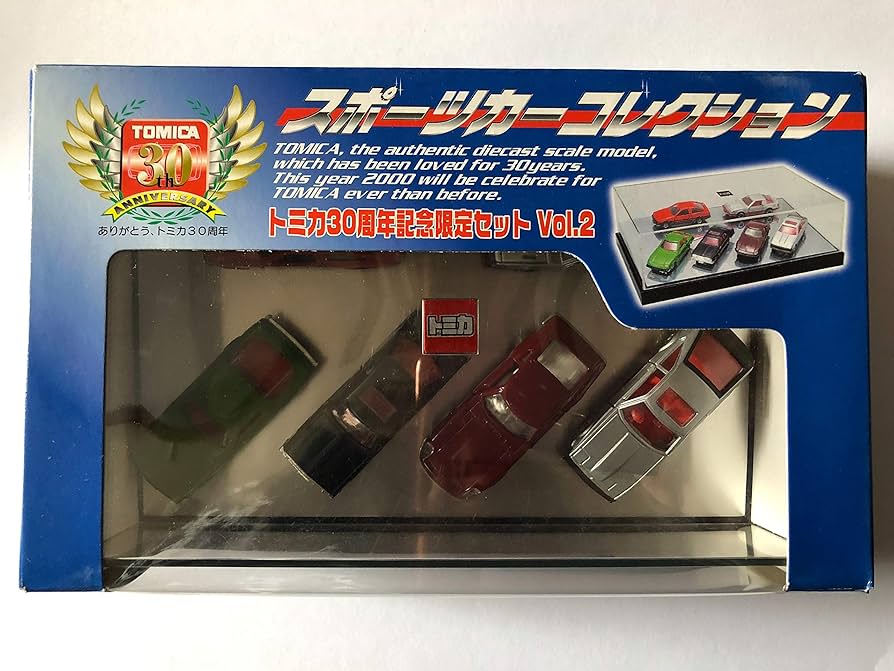 TOMICA
30th
ANNIVERSARY
ありがとう、トミカ30周年
スポーツカーコレクション
TOMICA, the authentic diecast scale model,
which has been loved for 30years.
This year 2000 will be celebrate for
TOMICA ever than before.
トミカ30周年記念限定セット Vol.2
トミカ